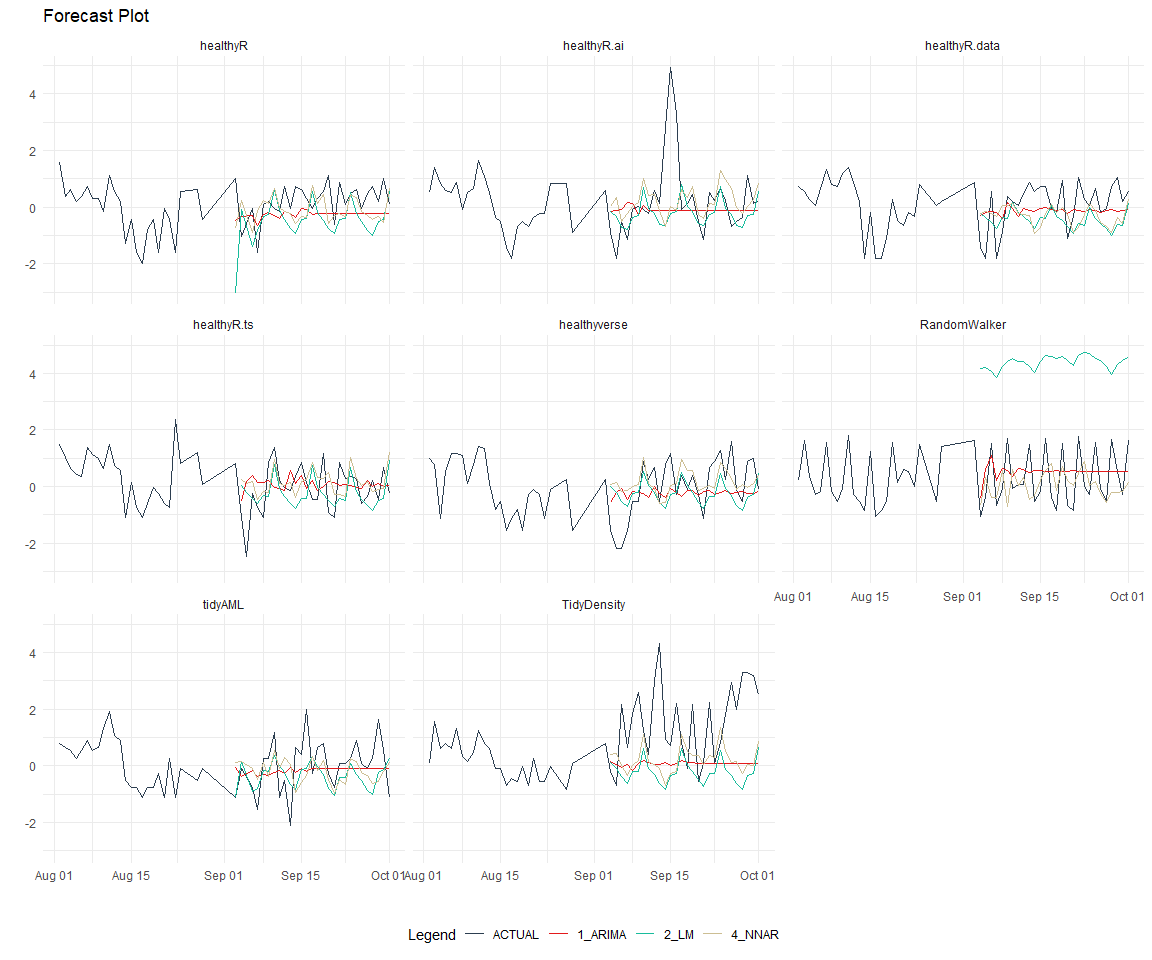 Forecast Plot
healthyR
healthyR.ai
healthyR.data
4
2
0
-2
healthyR.ts
healthyverse
RandomWalker
4
2
0
-2
Aug 01
Aug 15
Sep 01
Sep 15
Oct 01
tidyAML
TidyDensity
4
2
0
-2
Aug 01
Aug 15
Sep 01
Sep 15
Oct 01
Aug 01
Aug 15
Sep 01
Sep 15
Oct 01
Legend ACTUAL 1_ARIMA 2_LM 4_NNAR